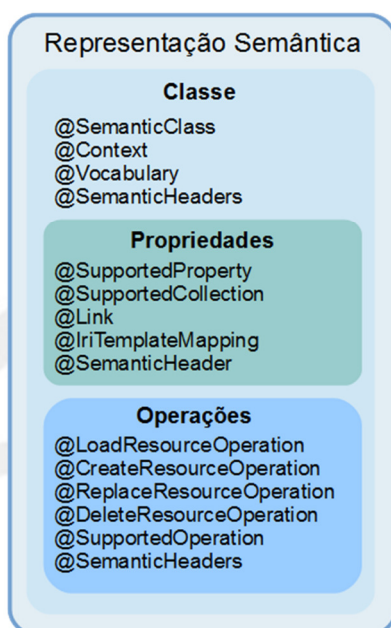 Representação Semântica
Classe
@SemanticClass
@Context
@Vocabulary
@SemanticHeaders
Propriedades
@SupportedProperty
@SupportedCollection
@Link
@IriTemplateMapping
@SemanticHeader
Operações
@LoadResourceOperation
@CreateResourceOperation
@ReplaceResourceOperation
@DeleteResourceOperation
@SupportedOperation
@SemanticHeaders